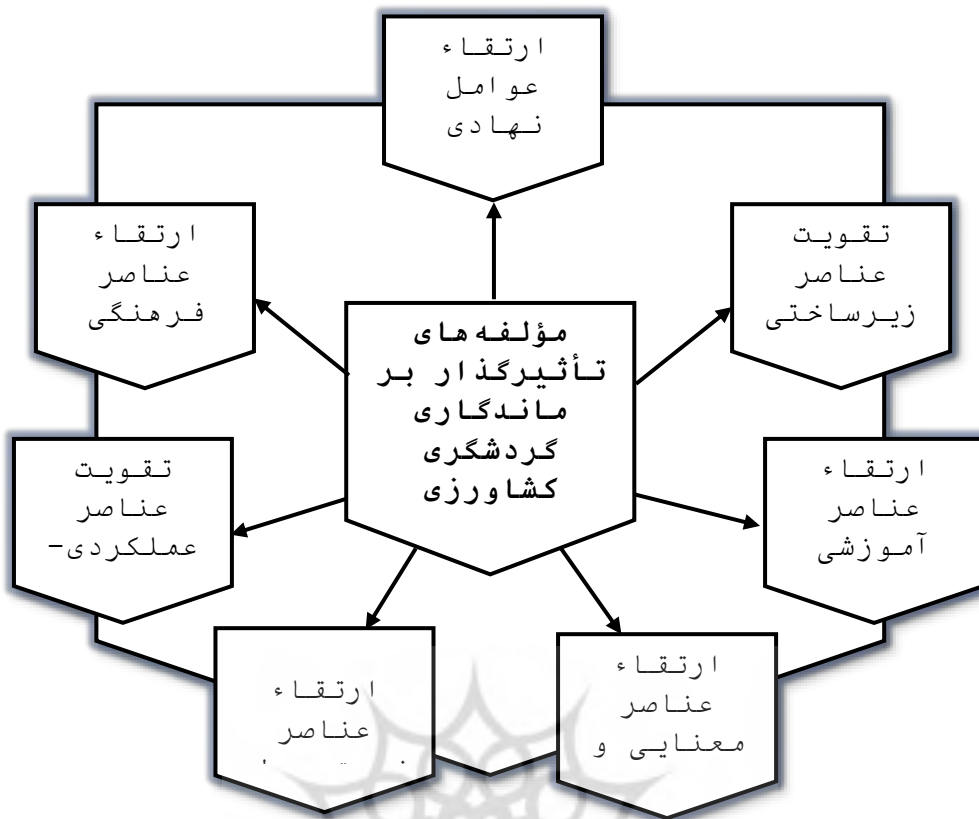 ارتقاء
عوامل
نهادی
تقویت
عناصر
زیرساختی
ارتقاء
عناصر
فرهنگی
مؤلفه های
تأثیرگذار بر
ماندگاری
گردشگری
کشاورزی
ارتقاء
عناصر
آموزشی
تقویت
عناصر
عملکردی-
ارتقاء
عناصر
معنایی و
ارتقاء
عناصر